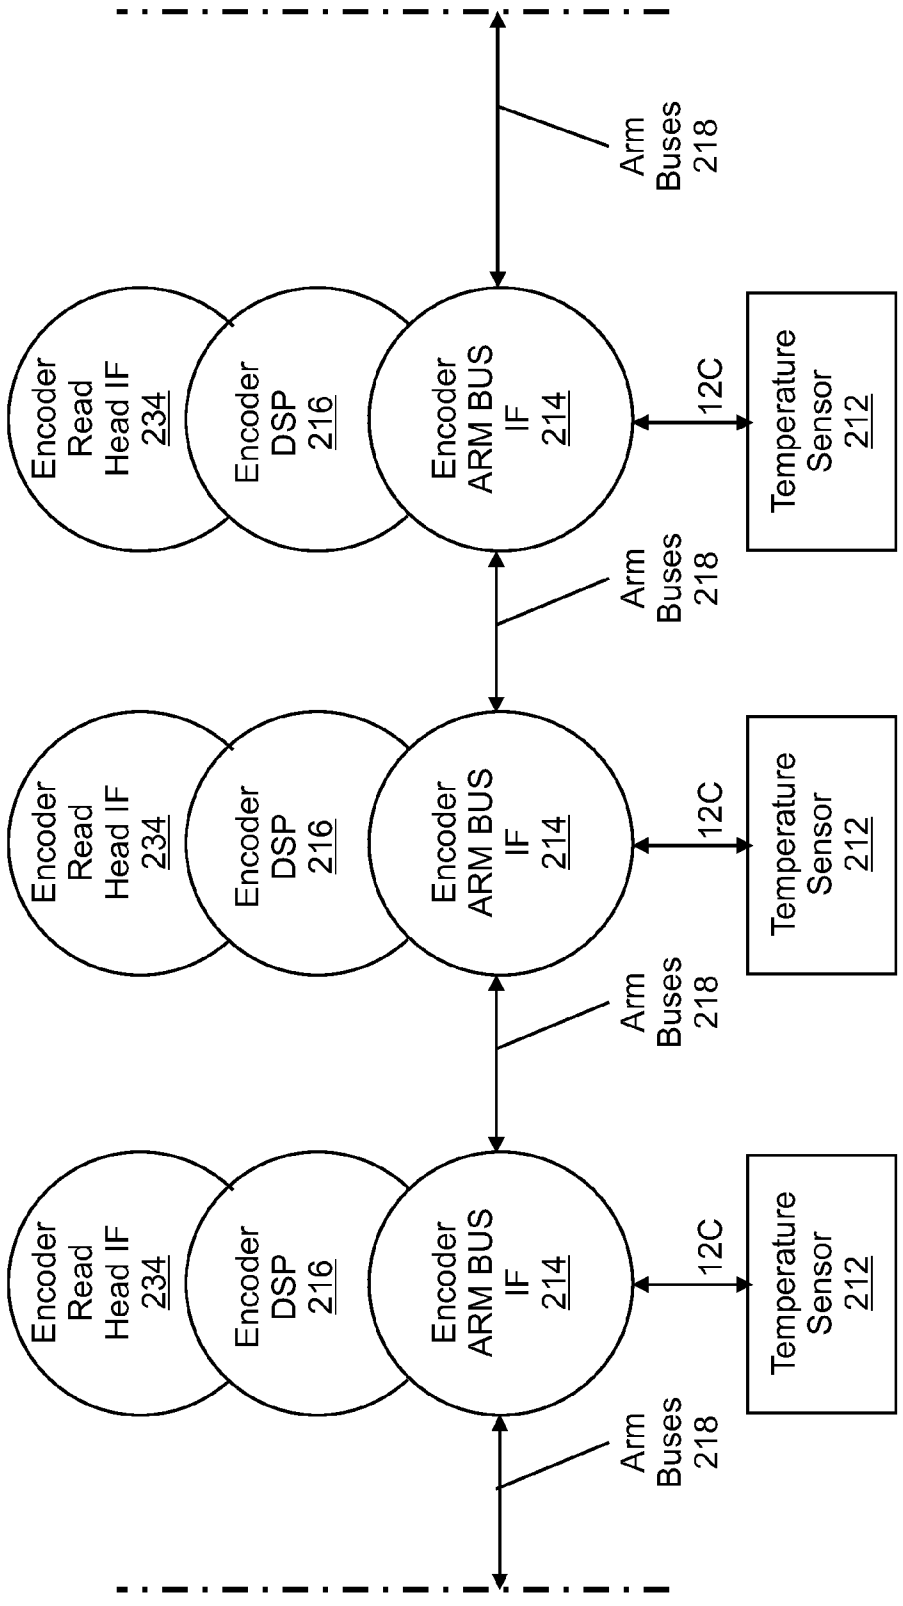 Encoder
Read
Head IF
234
Encoder
DSP
216
Encoder
ARM BUS
IF
214
12C
Temperature
Sensor
212
Arm
Buses
218
Encoder
Read
Head IF
234
Encoder
DSP
216
Encoder
ARM BUS
IF
214
12C
Temperature
Sensor
212
Arm
Buses
218
Encoder
Read
Head IF
234
Encoder
DSP
216
Encoder
ARM BUS
IF
214
12C
Temperature
Sensor
212
Arm
Buses
218
Arm
Buses
218